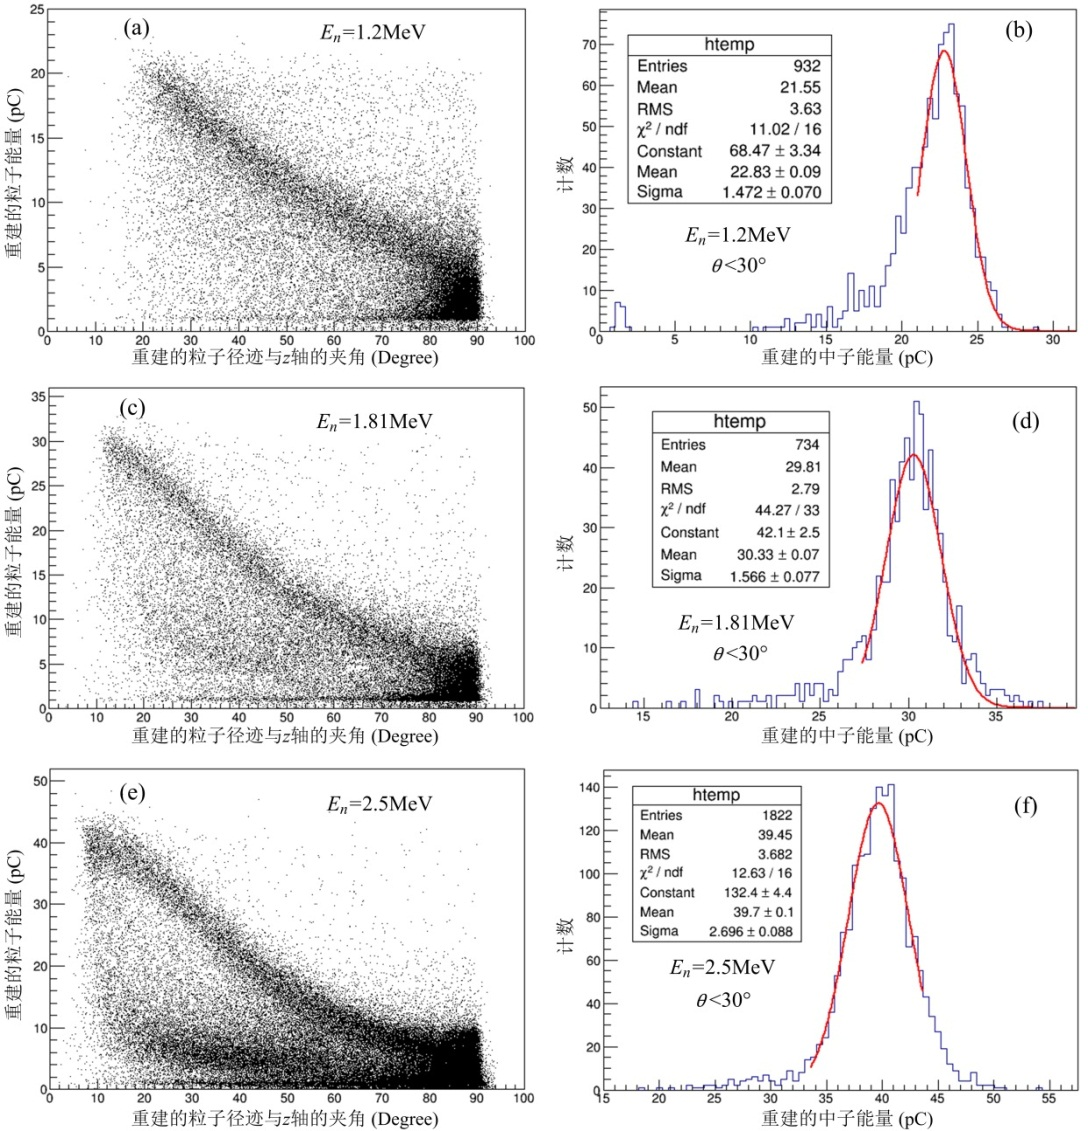 (a)
En=1.2MeV
重建的粒子能量 (pC)
25
20
15
10
5
0
0 10 20 30 40 50 60 70 80 90 100
重建的粒子径迹与z轴的夹角 (Degree)
(b)
htemp
Entries 932
Mean 21.55
RMS 3.63
χ² / ndf 11.02 / 16
Constant 68.47 ± 3.34
Mean 22.83 ± 0.09
Sigma 1.472 ± 0.070
En=1.2MeV
θ<30°
计数
70
60
50
40
30
20
10
0
0 5 10 15 20 25 30
重建的中子能量 (pC)
(c)
En=1.81MeV
重建的粒子能量 (pC)
35
30
25
20
15
10
5
0
0 10 20 30 40 50 60 70 80 90 100
重建的粒子径迹与z轴的夹角 (Degree)
(d)
htemp
Entries 734
Mean 29.81
RMS 2.79
χ² / ndf 44.27 / 33
Constant 42.1 ± 2.5
Mean 30.33 ± 0.07
Sigma 1.566 ± 0.077
En=1.81MeV
θ<30°
计数
50
40
30
20
10
0
15 20 25 30 35
重建的中子能量 (pC)
(e)
En=2.5MeV
重建的粒子能量 (pC)
50
40
30
20
10
0
0 10 20 30 40 50 60 70 80 90 100
重建的粒子径迹与z轴的夹角 (Degree)
(f)
htemp
Entries 1822
Mean 39.45
RMS 3.682
χ² / ndf 12.63 / 16
Constant 132.4 ± 4.4
Mean 39.7 ± 0.1
Sigma 2.696 ± 0.088
En=2.5MeV
θ<30°
计数
140
120
100
80
60
40
20
0
15 20 25 30 35 40 45 50 55
重建的中子能量 (pC)